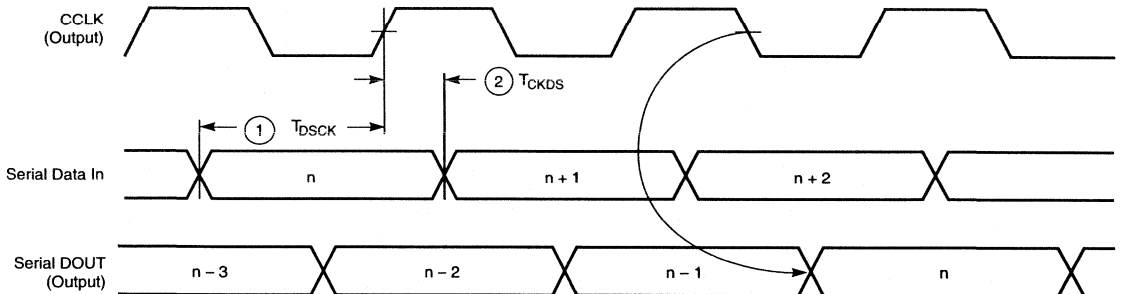 CCLK
(Output)
2 TCKDS
1 TDSCK
Serial Data In
n
n + 1
n + 2
Serial DOUT
(Output)
n – 3
n – 2
n – 1
n